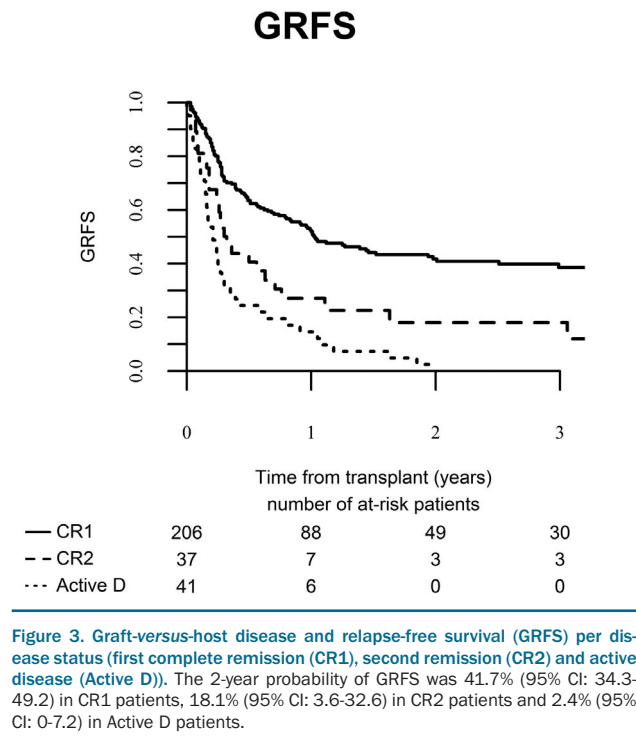 GRFS
1.0
0.8
0.6
0.4
0.2
0.0
GRFS
0 1 2 3
Time from transplant (years)
number of at-risk patients
CR1 206 88 49 30
CR2 37 7 3 3
Active D 41 6 0 0
Figure 3. Graft-versus-host disease and relapse-free survival (GRFS) per dis-
ease status (first complete remission (CR1), second remission (CR2) and active
disease (Active D)). The 2-year probability of GRFS was 41.7% (95% CI: 34.3-
49.2) in CR1 patients, 18.1% (95% CI: 3.6-32.6) in CR2 patients and 2.4% (95%
CI: 0-7.2) in Active D patients.